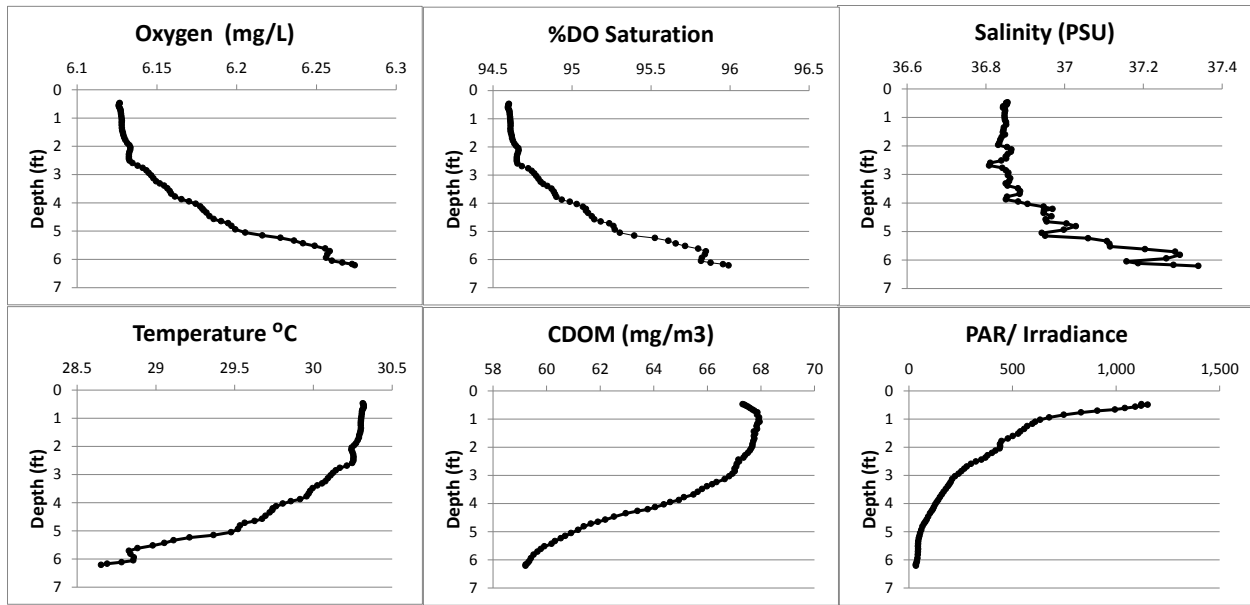 Oxygen (mg/L)
6.1 6.15 6.2 6.25 6.3
0
1
2
3
4
5
6
7
Depth (ft)
%DO Saturation
94.5 95 95.5 96 96.5
0
1
2
3
4
5
6
7
Depth (ft)
Salinity (PSU)
36.6 36.8 37 37.2 37.4
0
1
2
3
4
5
6
7
Depth (ft)
Temperature ⁰C
28.5 29 29.5 30 30.5
0
1
2
3
4
5
6
7
Depth (ft)
CDOM (mg/m3)
58 60 62 64 66 68 70
0
1
2
3
4
5
6
7
Depth (ft)
PAR/ Irradiance
0 500 1,000 1,500
0
1
2
3
4
5
6
7
Depth (ft)